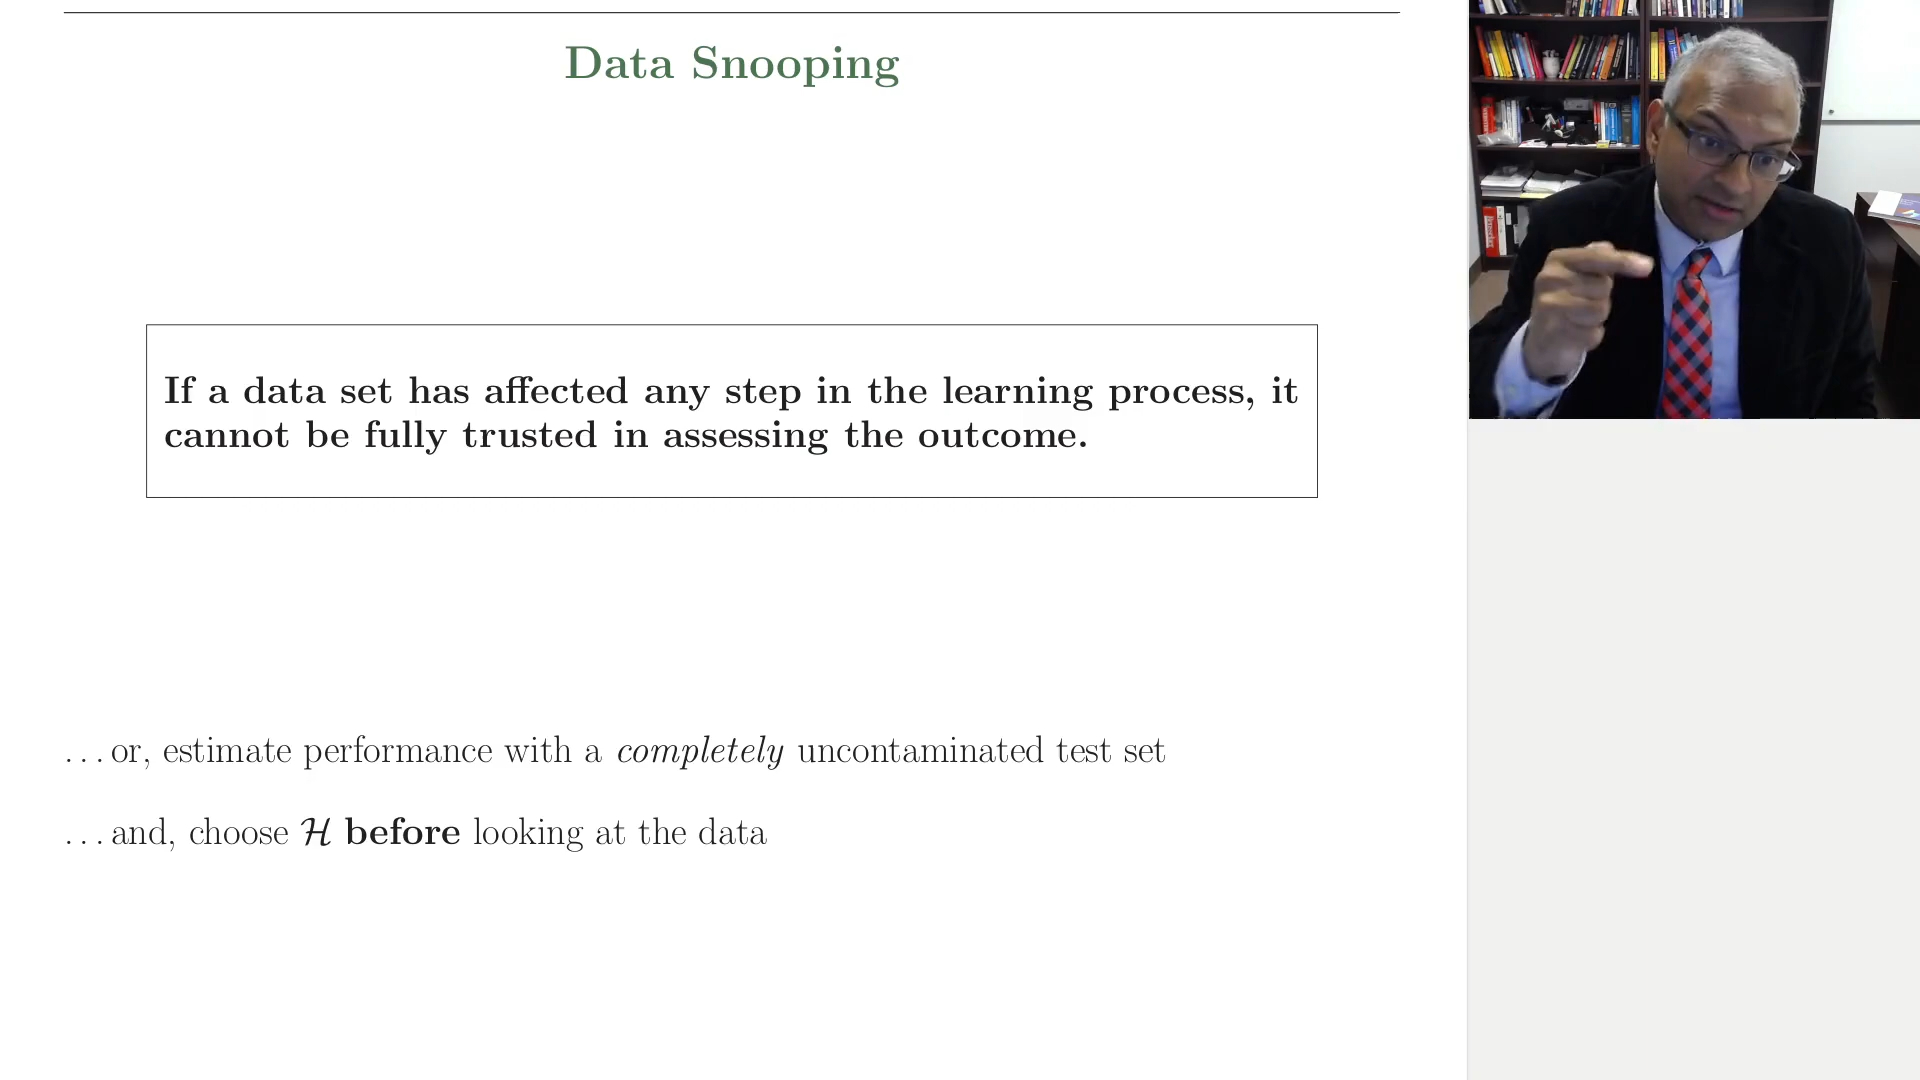 Data Snooping
If a data set has affected any step in the learning process, it
cannot be fully trusted in assessing the outcome.
...or, estimate performance with a completely uncontaminated test set
...and, choose ℋ before looking at the data